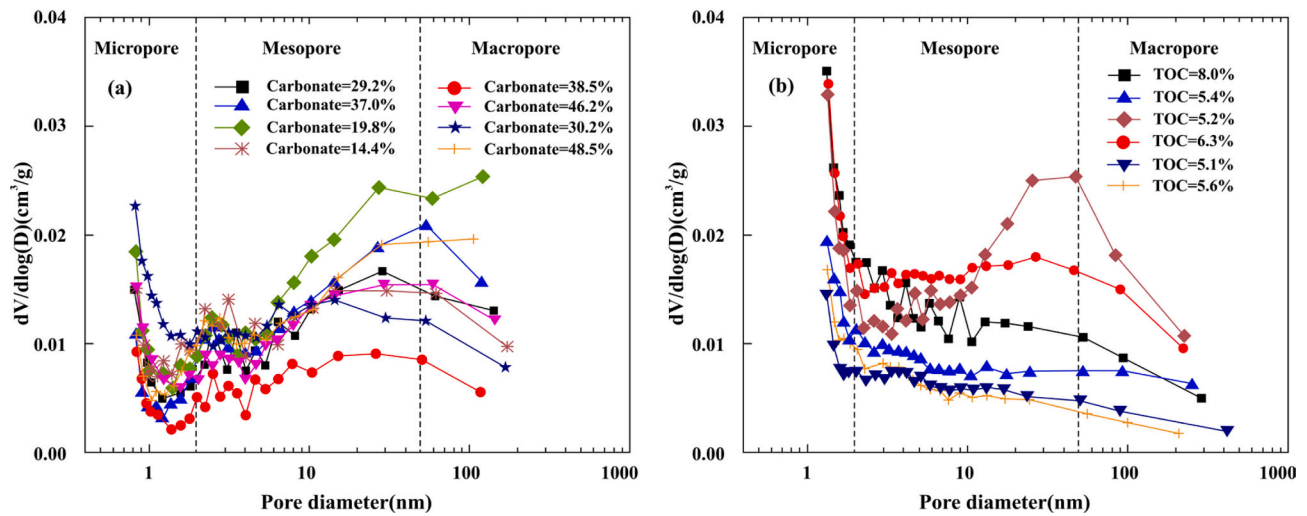 0.04
0.03
0.02
0.01
0.00
dV/dlog(D)(cm³/g)
Micropore Mesopore Macropore
(a)
Carbonate=29.2% Carbonate=38.5%
Carbonate=37.0% Carbonate=46.2%
Carbonate=19.8% Carbonate=30.2%
Carbonate=14.4% Carbonate=48.5%
1 10 100 1000
Pore diameter(nm)
0.04
0.03
0.02
0.01
0.00
dV/dlog(D)(cm³/g)
Micropore Mesopore Macropore
(b)
TOC=8.0%
TOC=5.4%
TOC=5.2%
TOC=6.3%
TOC=5.1%
TOC=5.6%
1 10 100 1000
Pore diameter(nm)